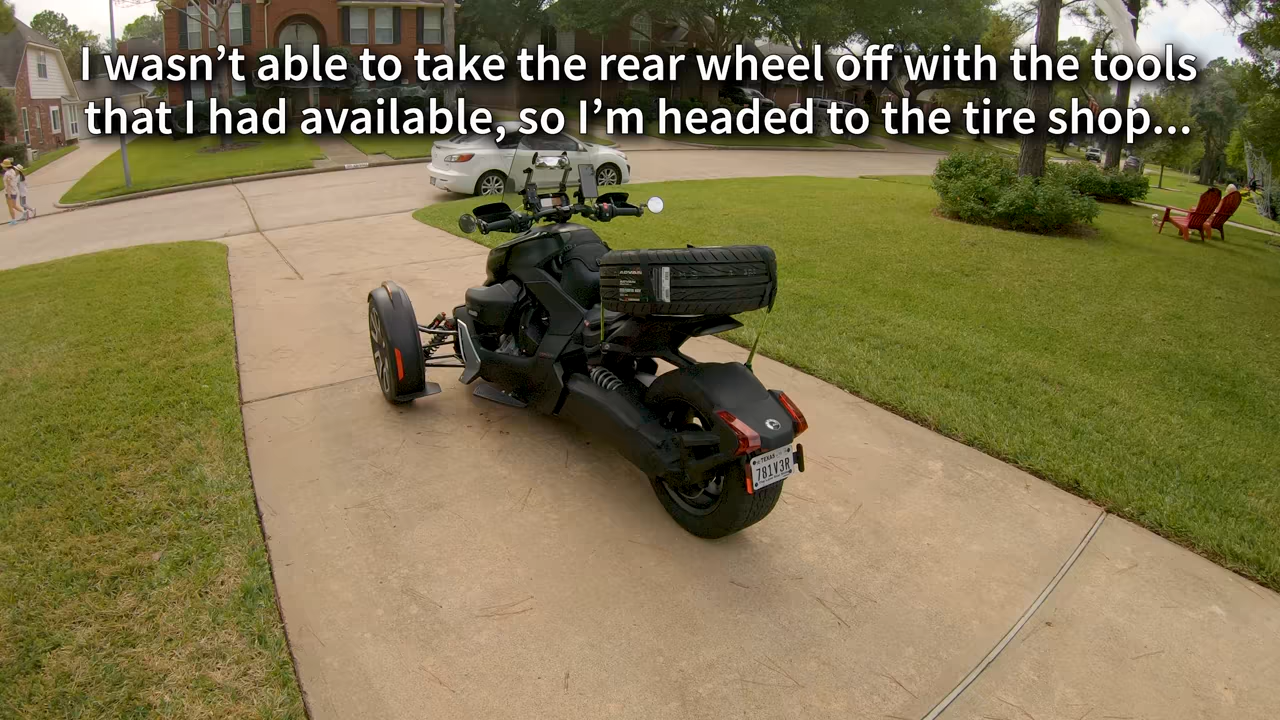 I wasn’t able to take the rear wheel off with the tools
that I had available, so I’m headed to the tire shop...
TEXAS
781V3R